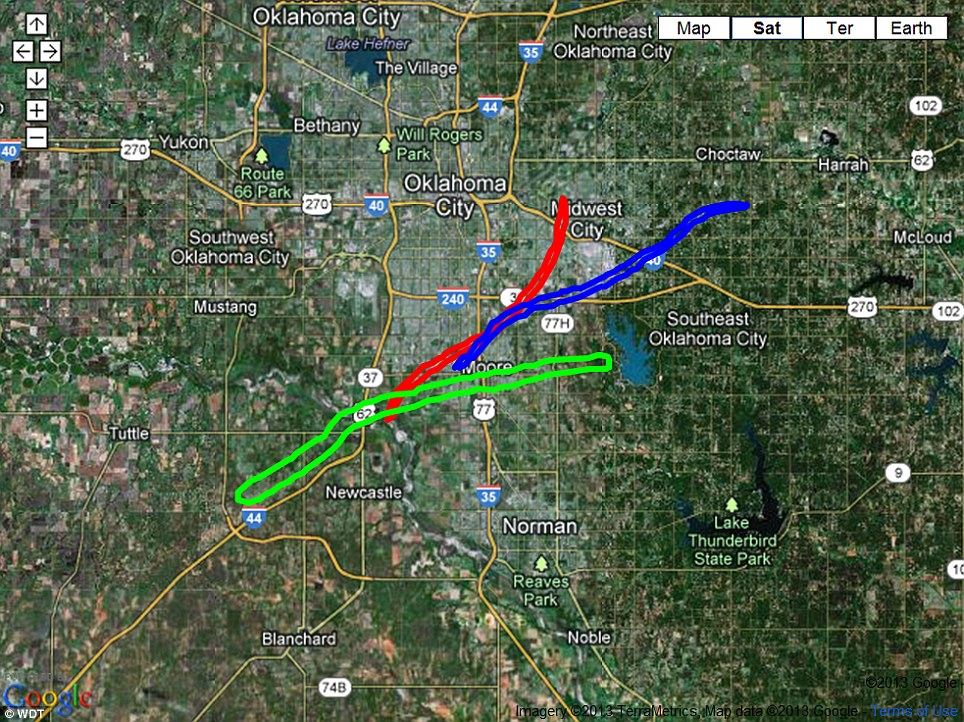 Oklahoma City
Lake Hefner
The Village
35
Northeast
Oklahoma City
Map
Sat
Ter
Earth
44
102
Bethany
Will Rogers
Park
Yukon
270
40
Route
66 Park
Choctaw
Harrah
62
Oklahoma
City
270
40
Midwest
City
Southwest
Oklahoma City
35
40
McLoud
Mustang
240
3
77H
270
102
Southeast
Oklahoma City
Moore
37
62
77
Tuttle
Newcastle
9
44
35
Norman
Lake
Thunderbird
State Park
Reaves
Park
Blanchard
Noble
74B
Google
© WDT
©2013 Google
Imagery ©2013 TerraMetrics, Map data ©2013 Google - Terms of Use